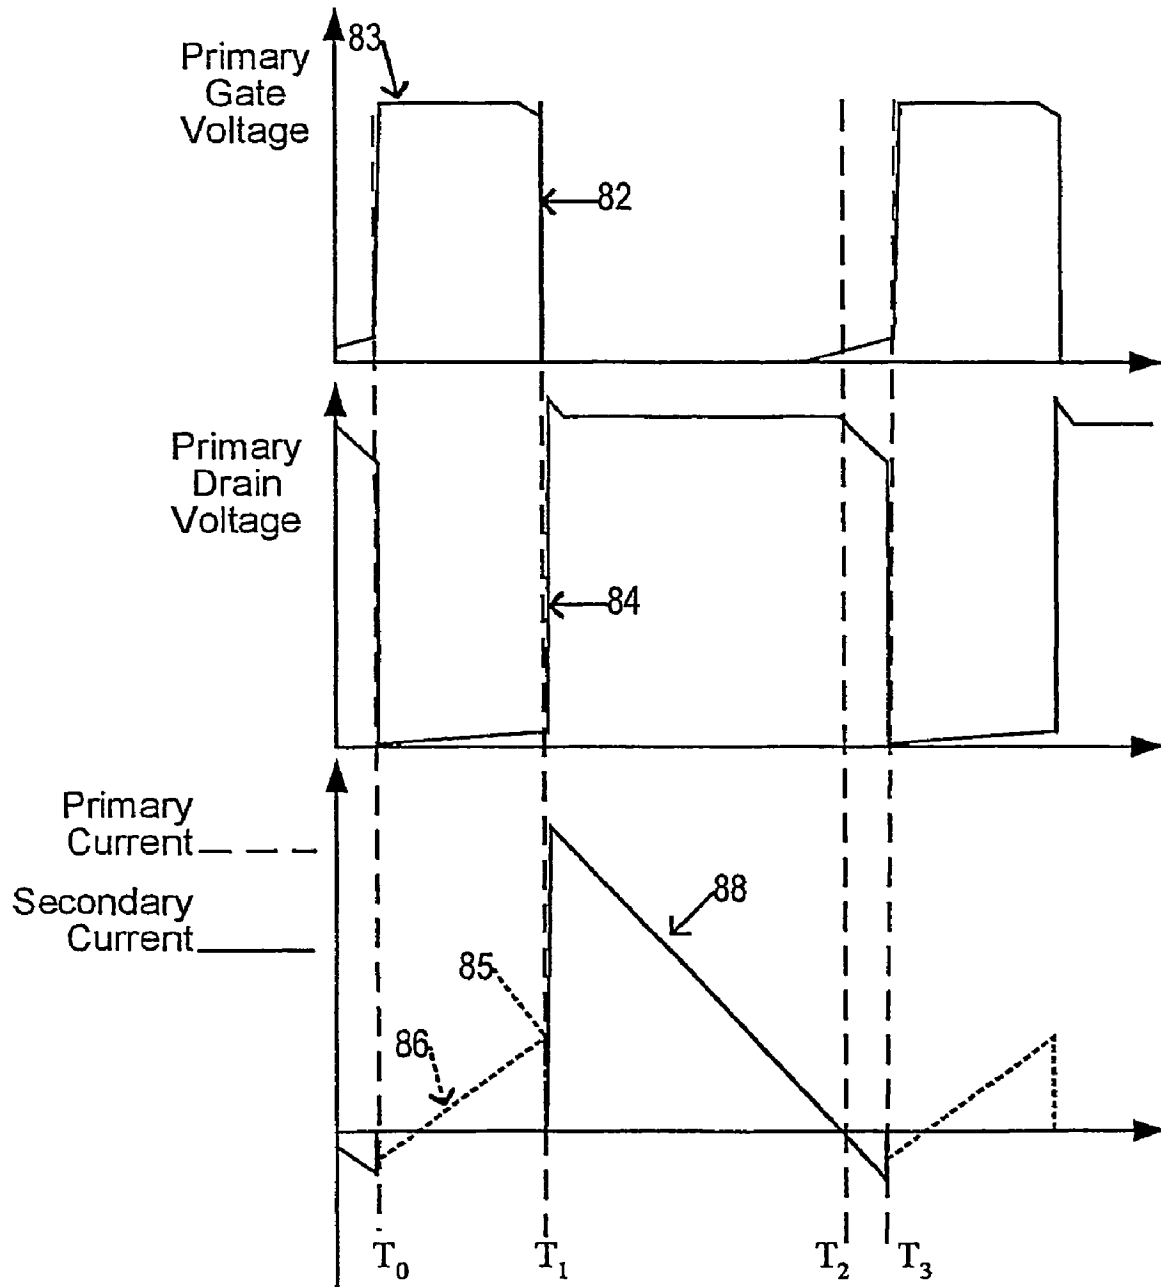 83
Primary
Gate
Voltage
82
Primary
Drain
Voltage
84
Primary
Current
Secondary
Current
88
85
86
T0
T1
T2
T3